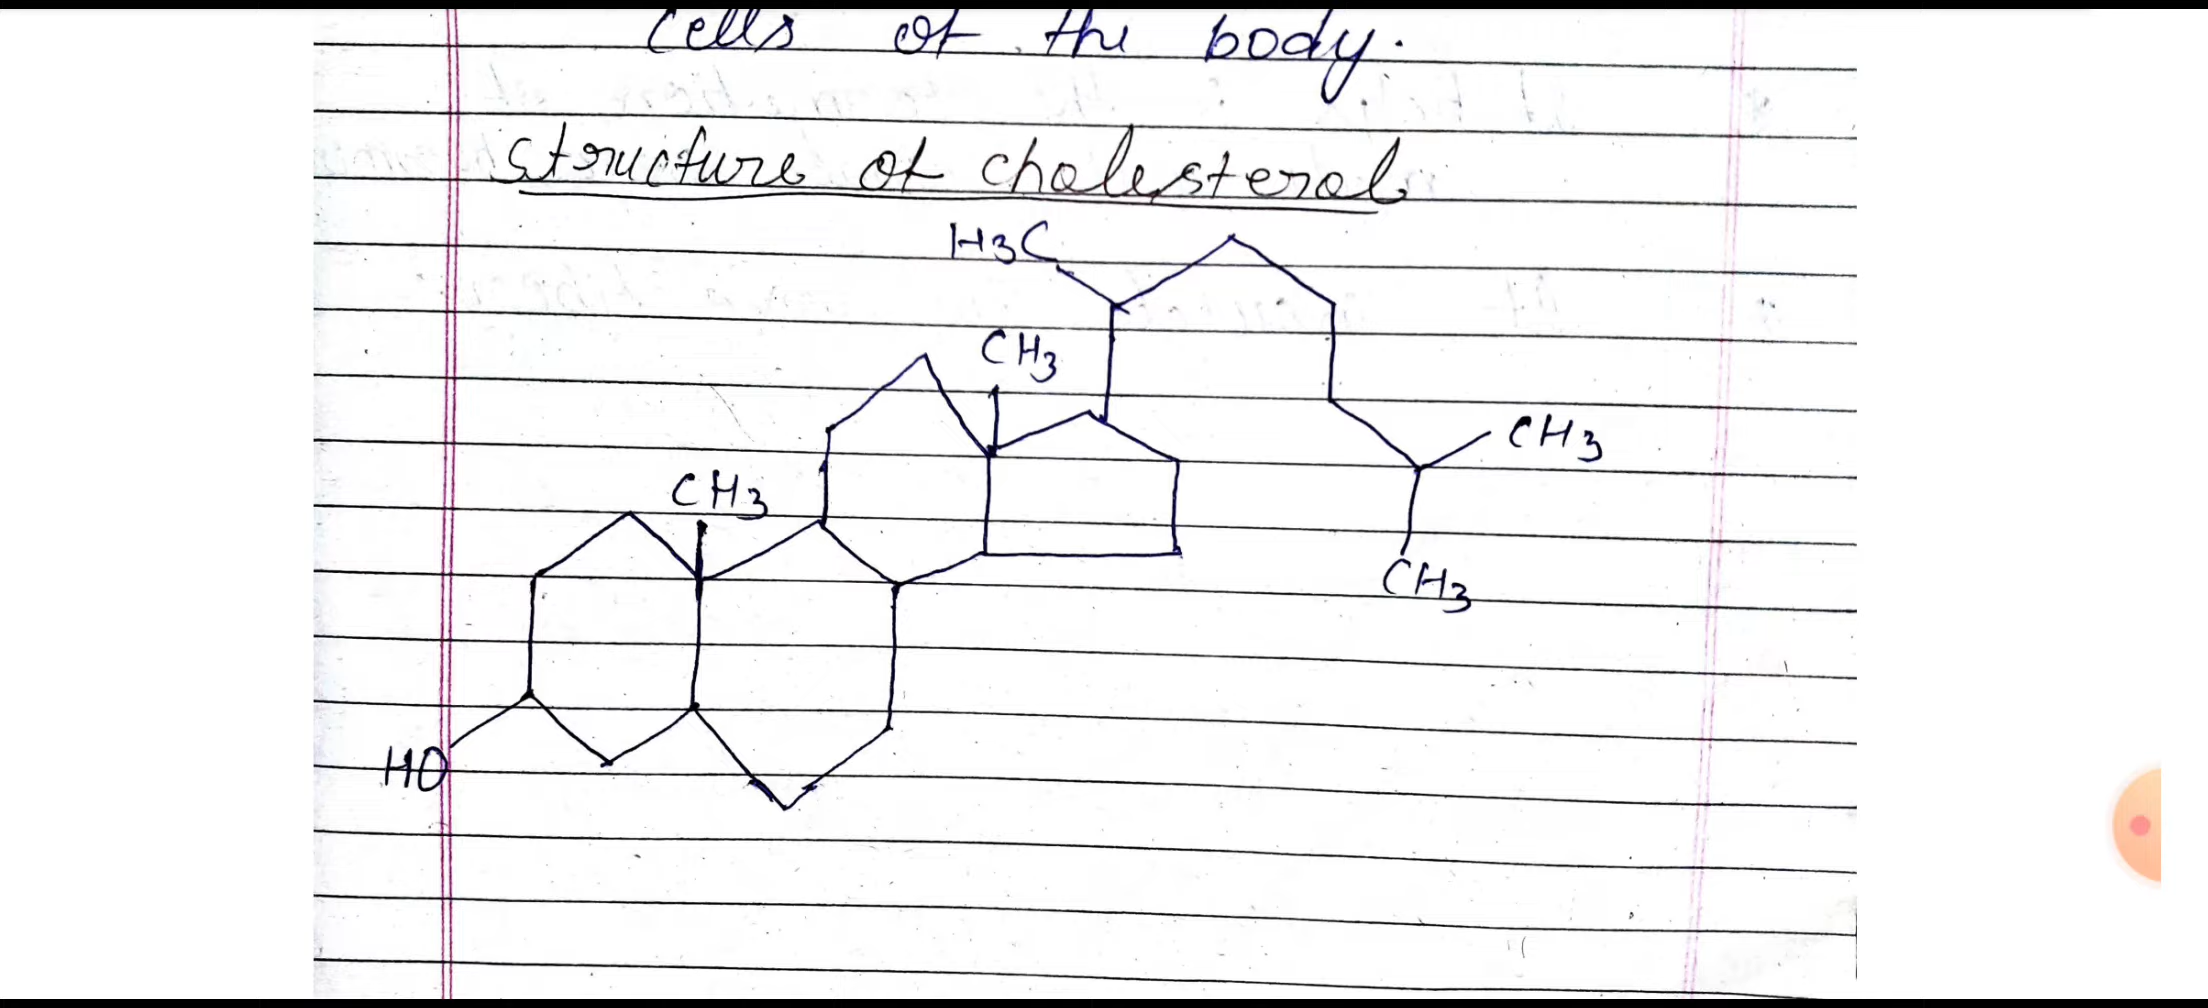 cells of the body.
structure of cholesterol
H3C
CH3
CH3
CH3
CH3
HO